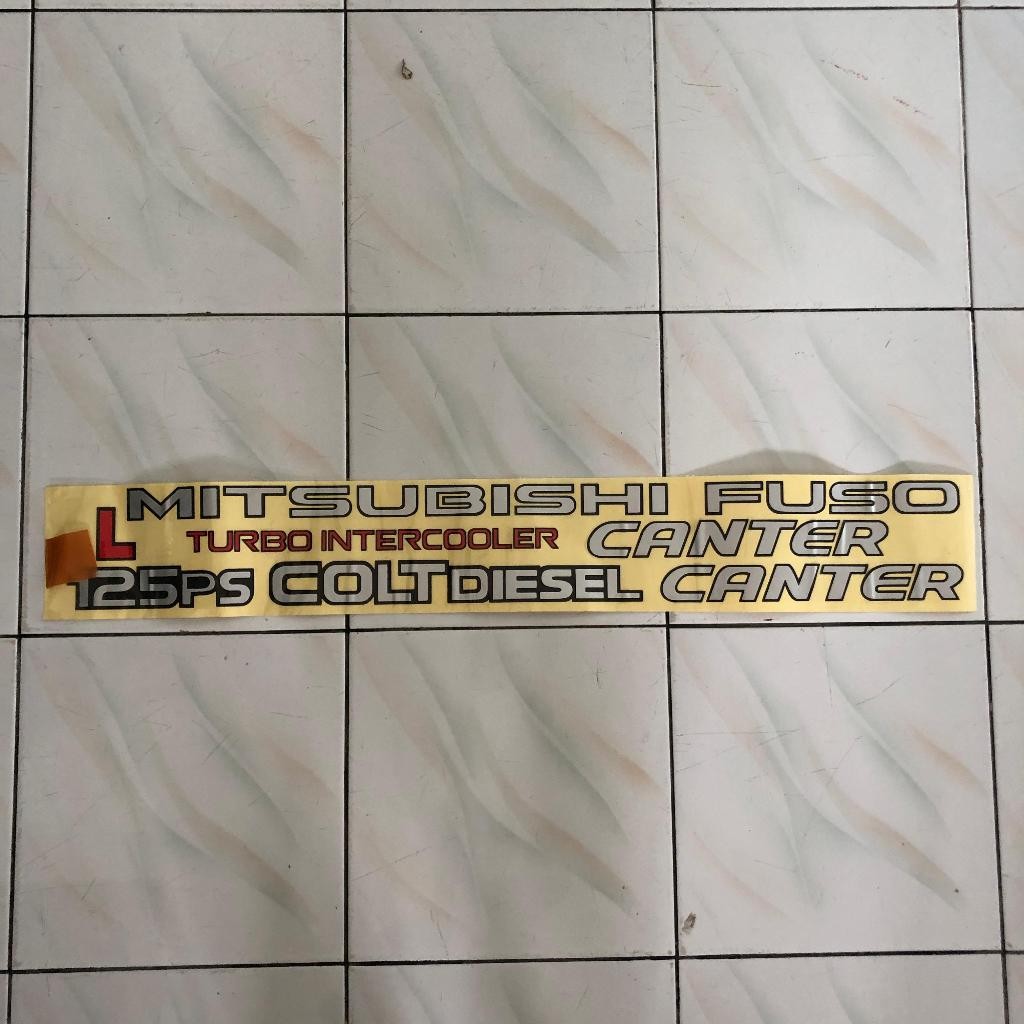 MITSUBISHI FUSO
L TURBO INTERCOOLER CANTER
125PS COLT DIESEL CANTER